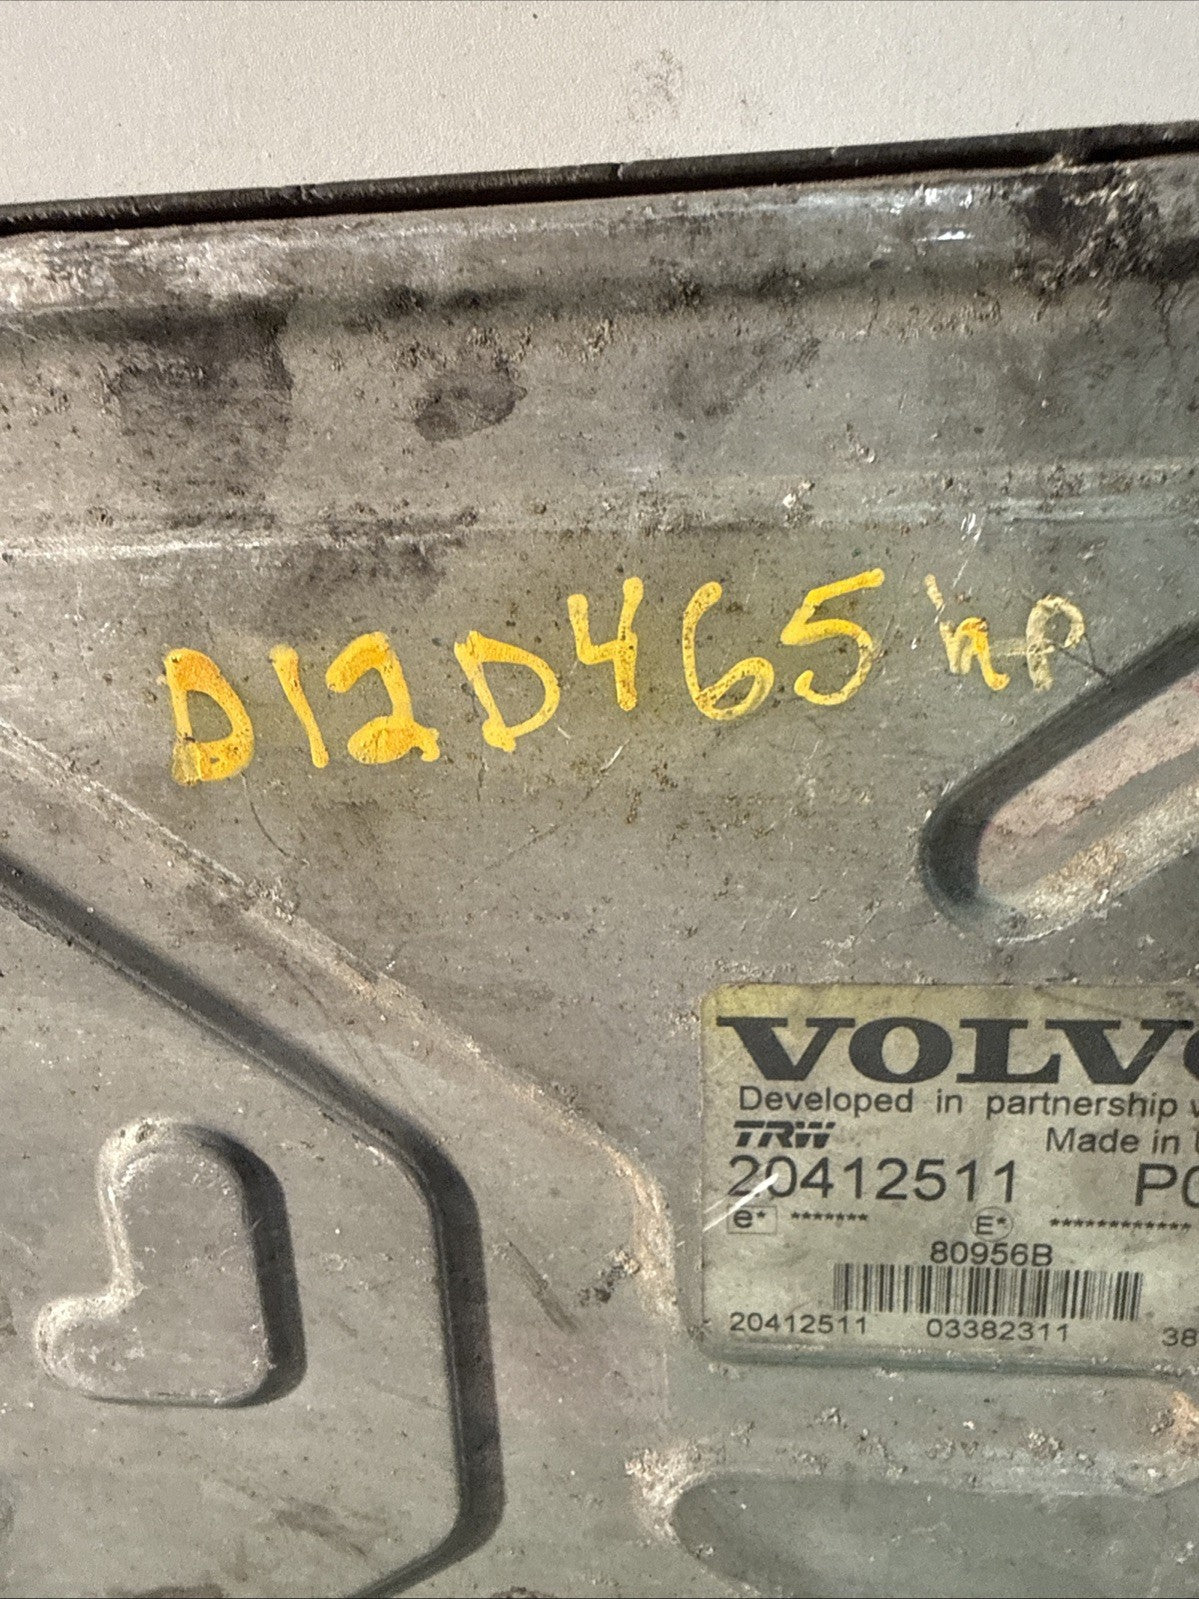 D12D465 hp
VOLV
Developed in partnership
TRW Made in
20412511 P
e* ******* E* ************
80956B
20412511 03382311 38